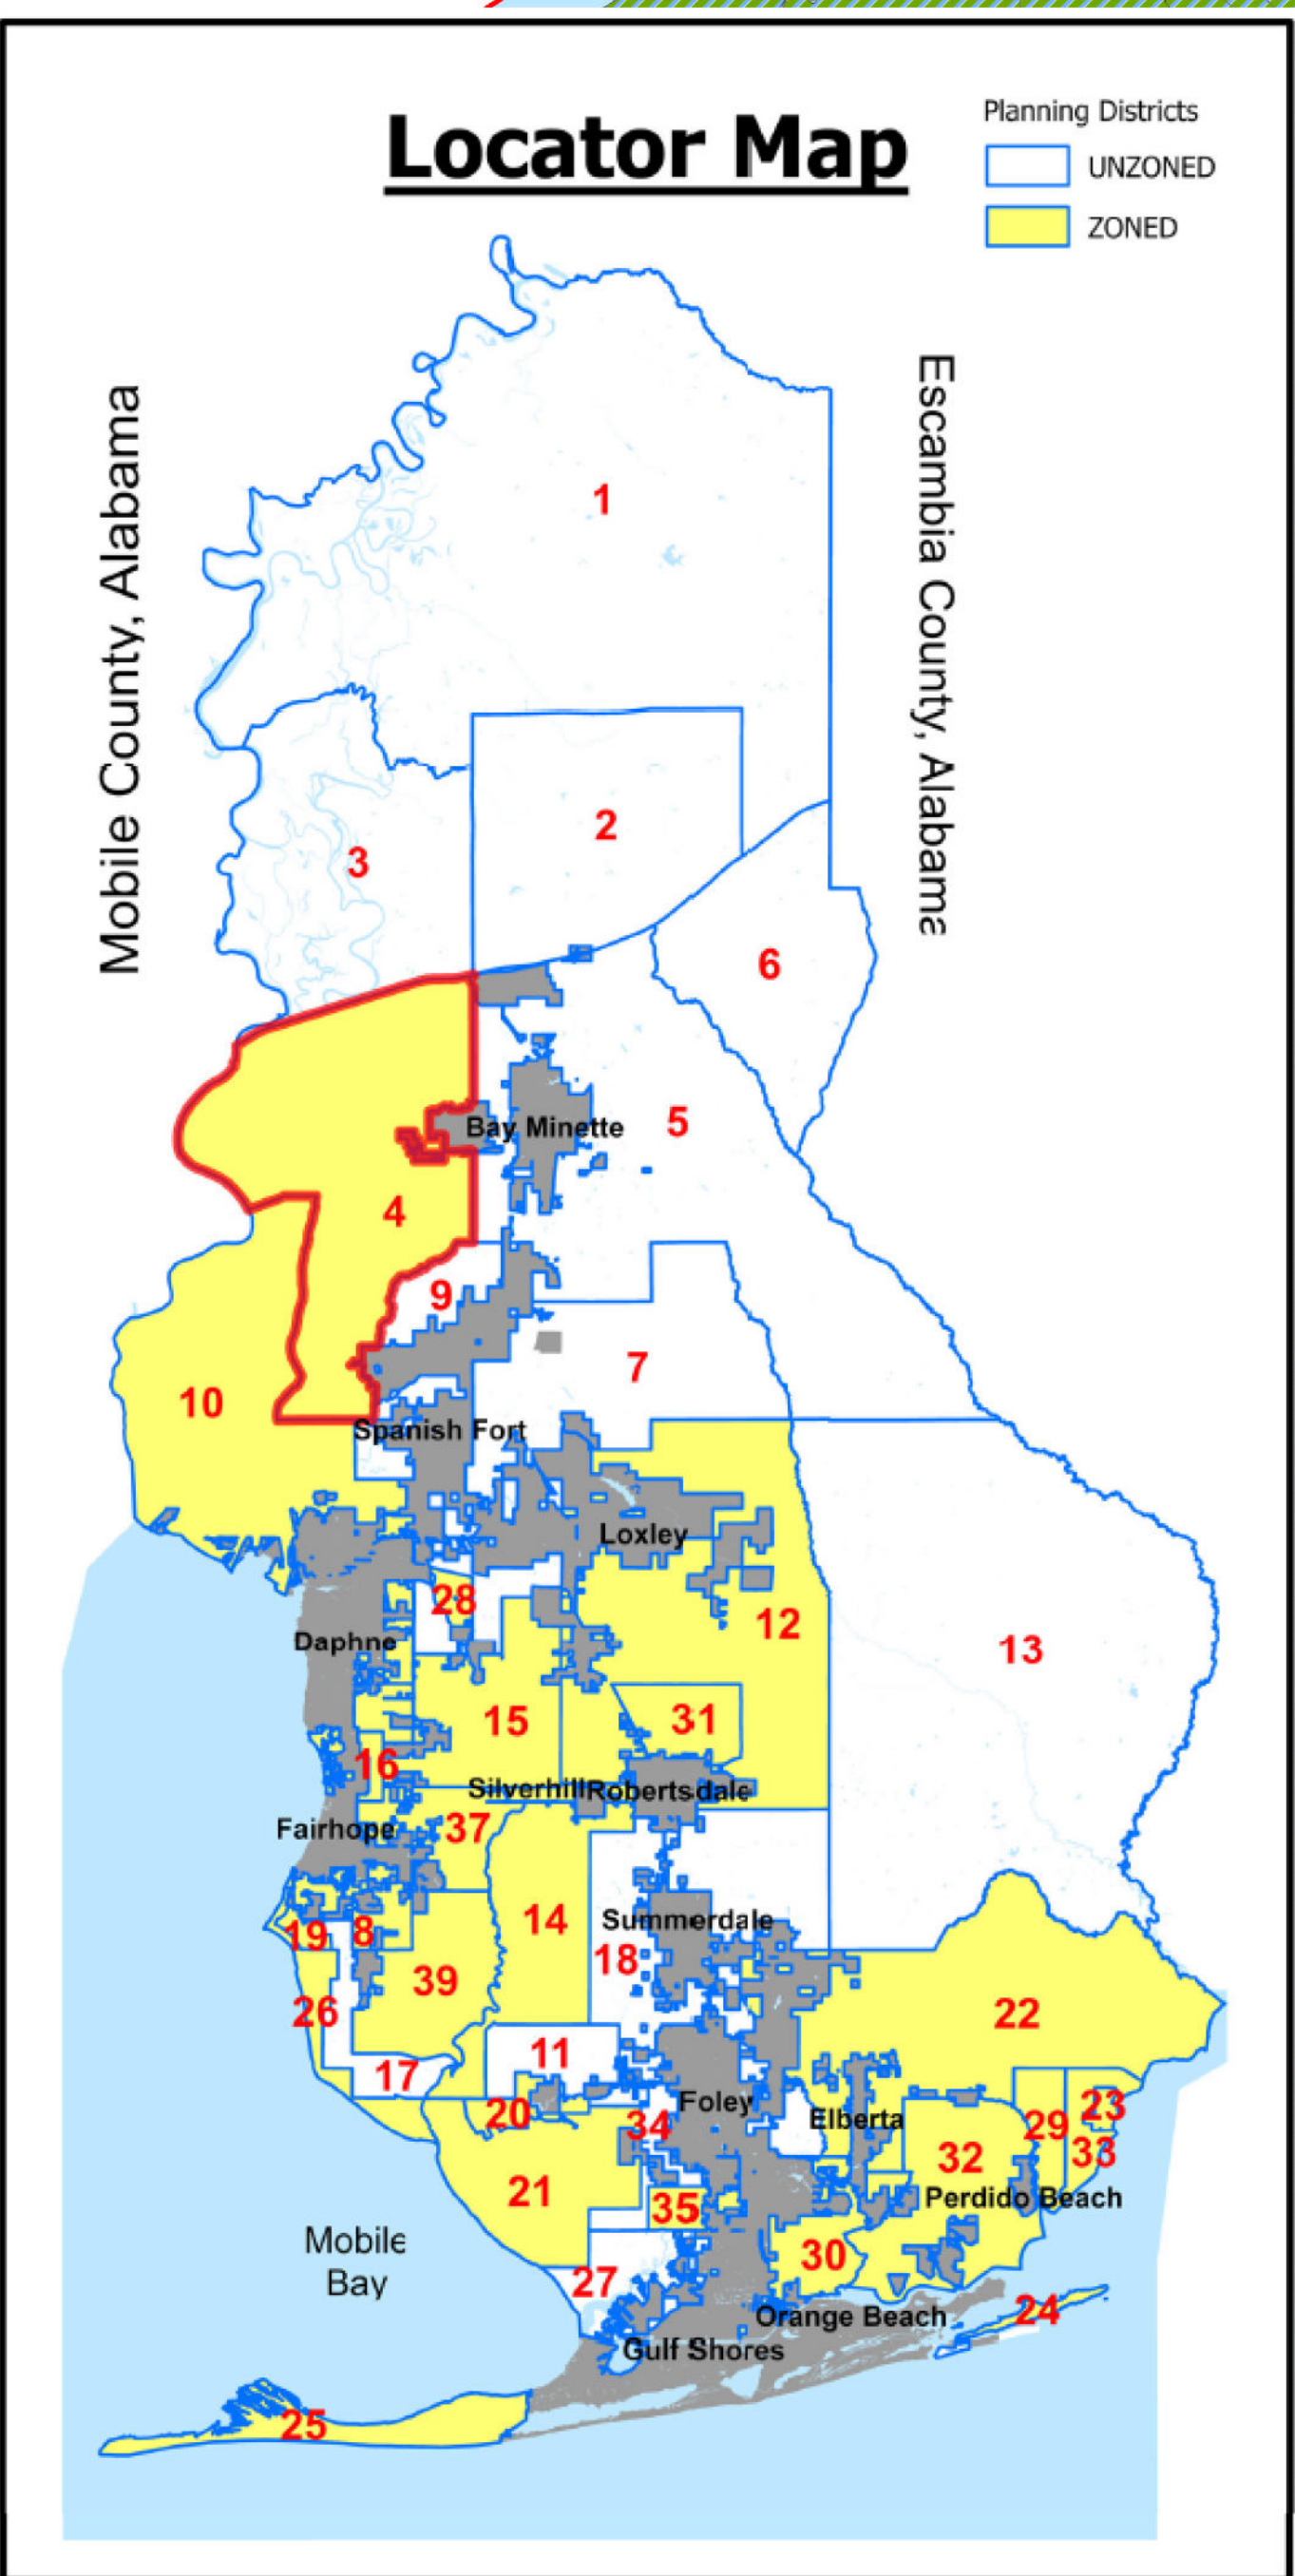 Locator Map
Planning Districts
UNZONED
ZONED
Mobile County, Alabama
Escambia County, Alabama
1
2
3
6
Bay Minette
5
4
9
7
10
Spanish Fort
Loxley
28
12
Daphne
13
15
31
16
Silverhill
Robertsdale
Fairhope
37
14
Summerdale
19
8
18
39
26
22
11
17
Foley
23
20
34
Elberta
29
33
32
21
35
Perdido Beach
Mobile
Bay
30
27
24
Orange Beach
Gulf Shores
25